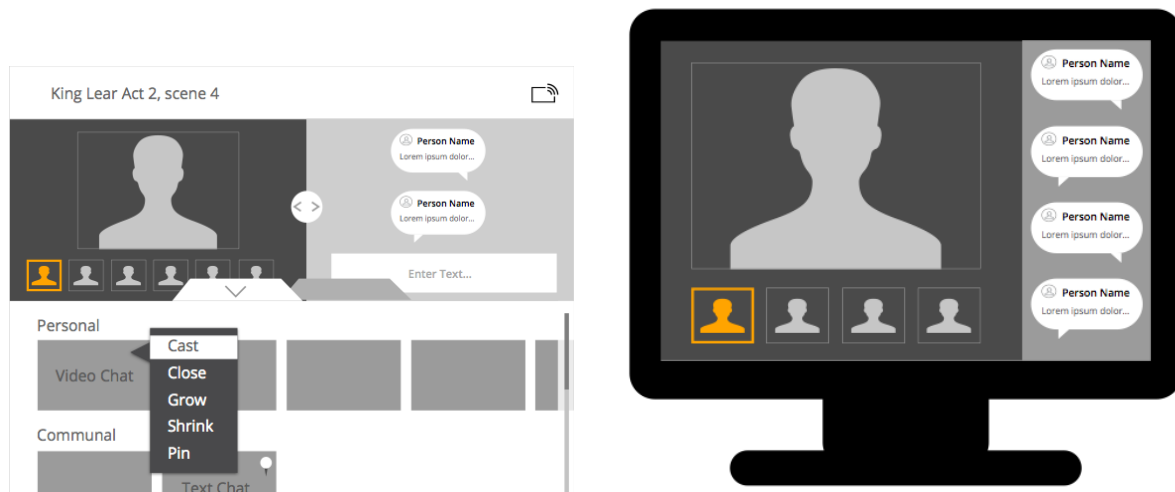 King Lear Act 2, scene 4
Person Name
Lorem ipsum dolor...
Person Name
Lorem ipsum dolor...
Enter Text...
Personal
Video Chat
Cast
Close
Grow
Shrink
Pin
Communal
Text Chat
Person Name
Lorem ipsum dolor...
Person Name
Lorem ipsum dolor...
Person Name
Lorem ipsum dolor...
Person Name
Lorem ipsum dolor...